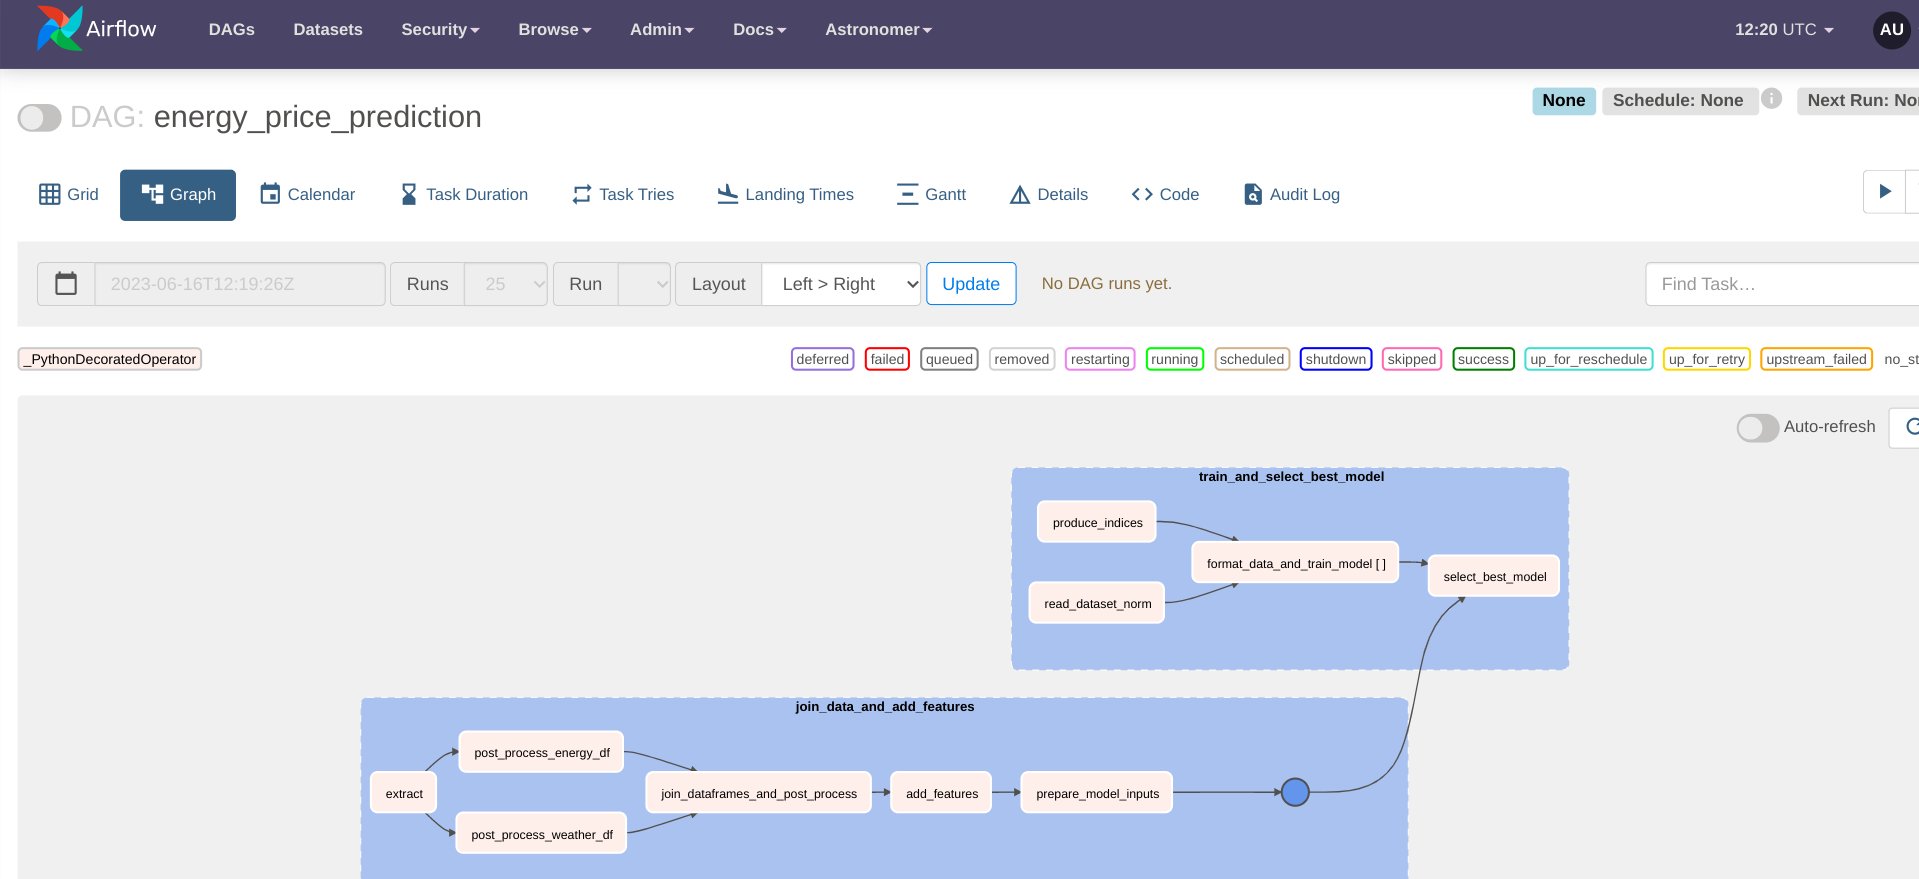 Airflow DAGs Datasets Security Browse Admin Docs Astronomer 12:20 UTC AU
DAG: energy_price_prediction None Schedule: None Next Run: No
Grid Graph Calendar Task Duration Task Tries Landing Times Gantt Details Code Audit Log
2023-06-16T12:19:26Z Runs 25 Run Layout Left > Right Update No DAG runs yet. Find Task…
_PythonDecoratedOperator deferred failed queued removed restarting running scheduled shutdown skipped success up_for_reschedule up_for_retry upstream_failed no_st
Auto-refresh
train_and_select_best_model
produce_indices
format_data_and_train_model [ ]
select_best_model
read_dataset_norm
join_data_and_add_features
post_process_energy_df
extract join_dataframes_and_post_process add_features prepare_model_inputs
post_process_weather_df